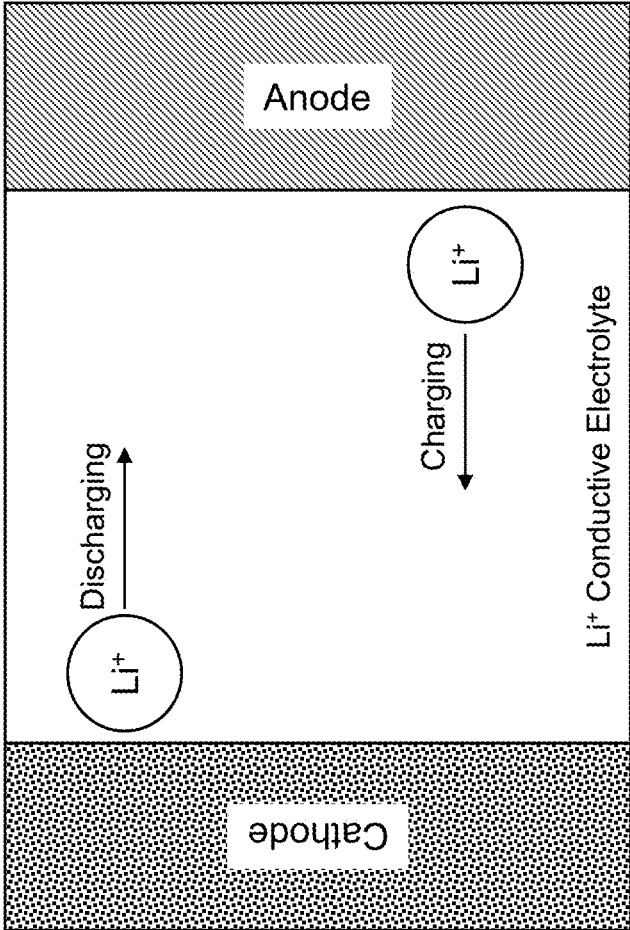 Anode
Li⁺
Charging
Discharging
Li⁺
Li⁺ Conductive Electrolyte
Cathode